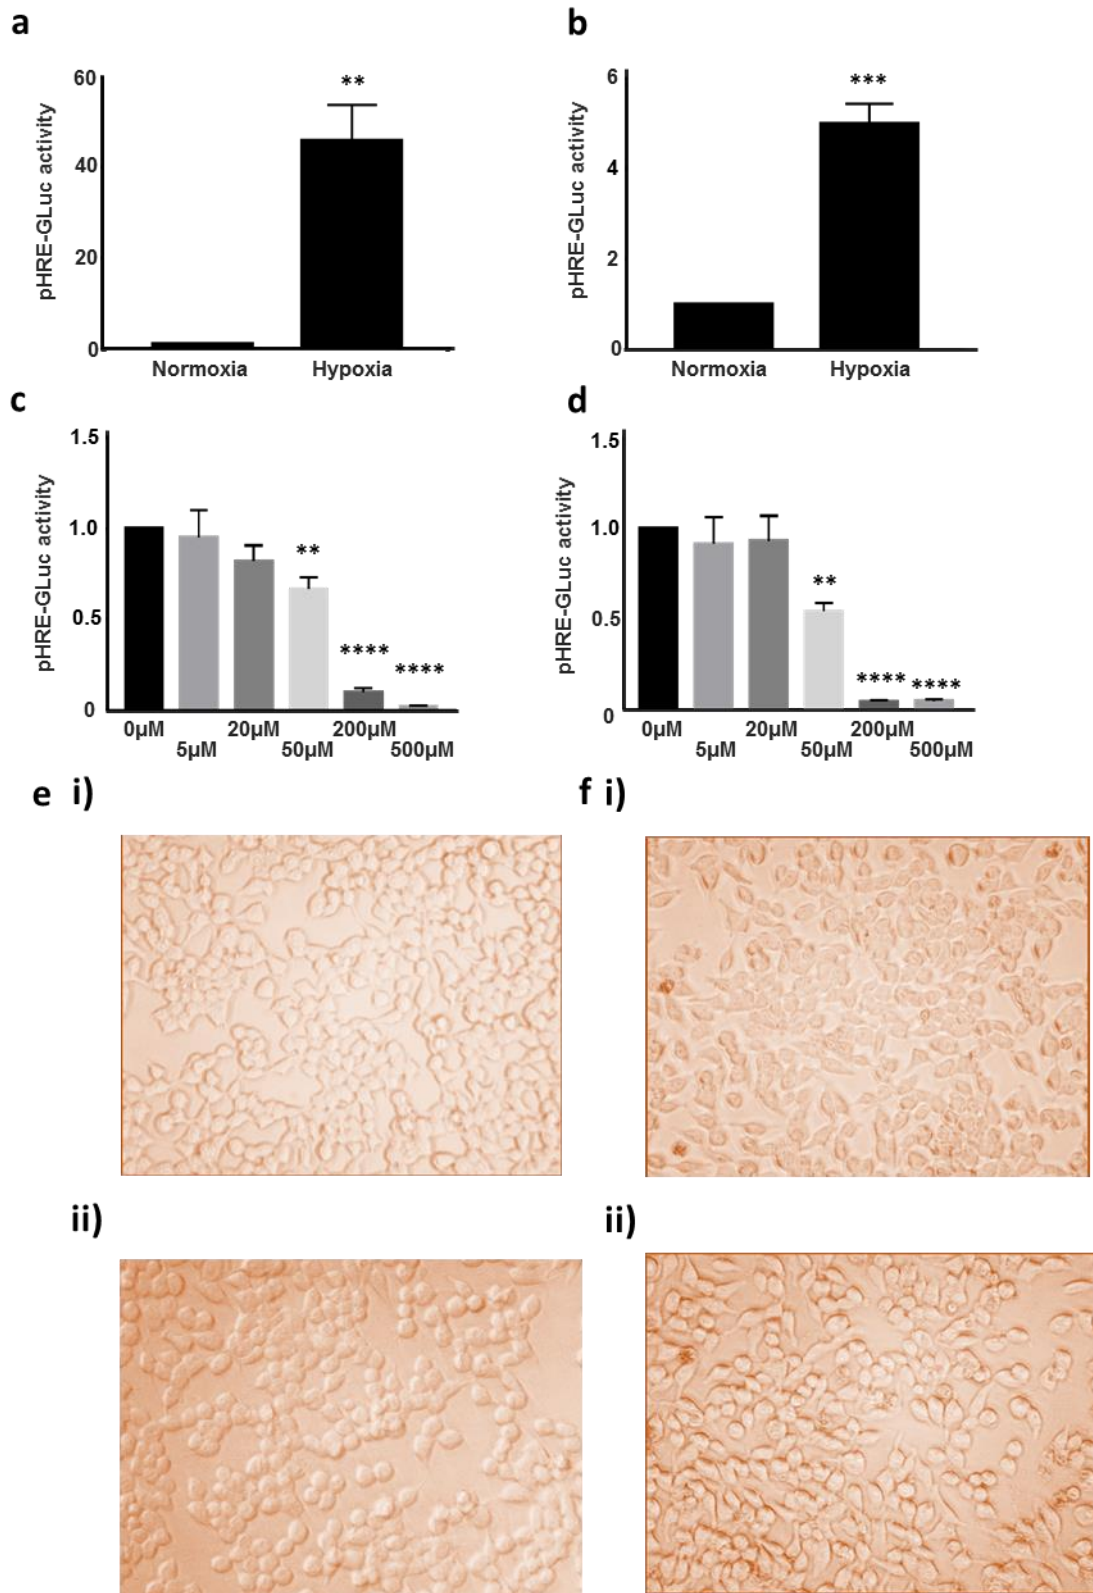 a
60
**
pHRE-GLuc activity
40
20
0
Normoxia Hypoxia
b
6
***
pHRE-GLuc activity
4
2
0
Normoxia Hypoxia
c
1.5
pHRE-GLuc activity
1.0
**
0.5
**** ****
0
0µM 20µM 200µM
5µM 50µM 500µM
d
1.5
pHRE-GLuc activity
1.0
**
0.5
**** ****
0
0µM 20µM 200µM
5µM 50µM 500µM
e i)
f i)
ii)
ii)